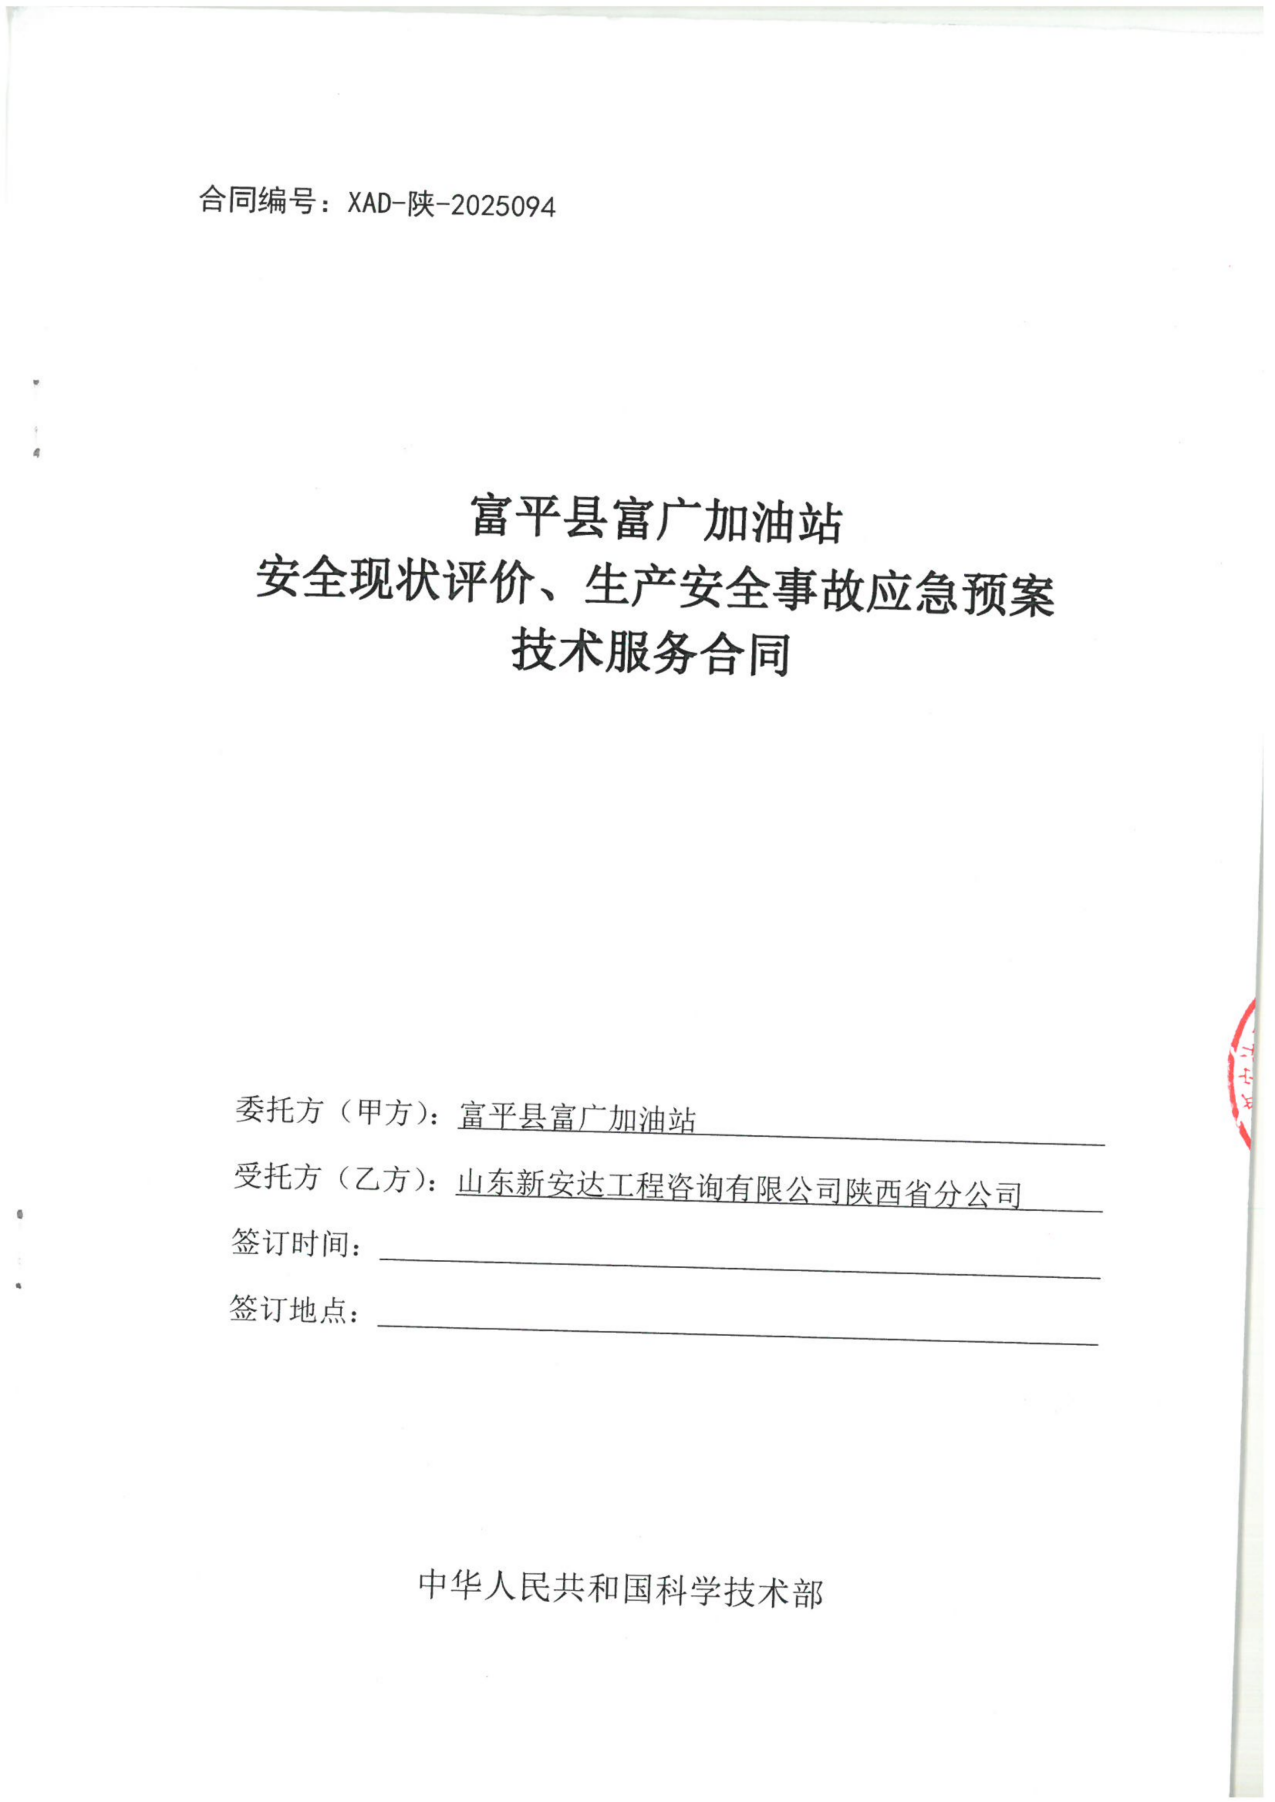 合同编号：XAD-陕-2025094
富平县富广加油站
安全现状评价、生产安全事故应急预案
技术服务合同
委托方（甲方）：富平县富广加油站
受托方（乙方）：山东新安达工程咨询有限公司陕西省分公司
签订时间：
签订地点：
中华人民共和国科学技术部